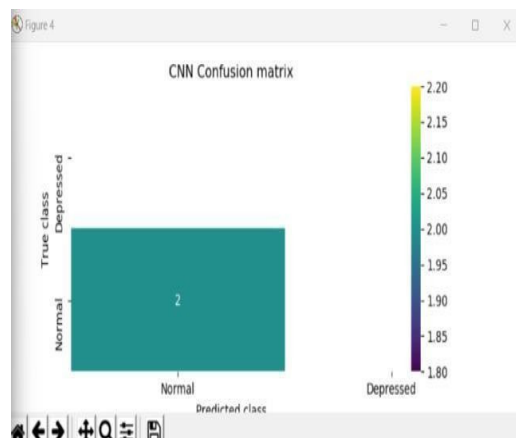 Figure 4
CNN Confusion matrix
True class
Depressed
Normal
2
Normal
Depressed
Predicted class
2.20
2.15
2.10
2.05
2.00
1.95
1.90
1.85
1.80